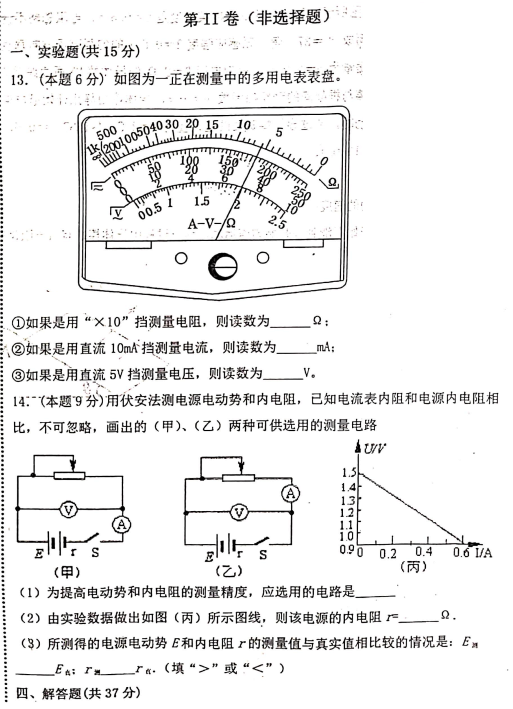 第II卷（非选择题）
一、实验题(共 15 分)
13. (本题 6 分) 如图为一正在测量中的多用电表表盘。
1k 500 200 100 50 40 30 20 15 10 5 0 Ω
0 50 100 150 200 250
0 10 20 30 40 50
0 2 4 6 8 10
V 0 0.5 1 1.5 2 2.5
A-V-Ω
①如果是用“×10”挡测量电阻，则读数为______Ω；
②如果是用直流 10mA 挡测量电流，则读数为______mA；
③如果是用直流 5V 挡测量电压，则读数为______V。
14. (本题 9 分)用伏安法测电源电动势和内电阻，已知电流表内阻和电源内电阻相
比，不可忽略，画出的（甲）、（乙）两种可供选用的测量电路
V A E r S
(甲)
A V E r S
(乙)
U/V
1.5
1.4
1.3
1.2
1.1
1.0
0.9
0 0.2 0.4 0.6 I/A
(丙)
（1）为提高电动势和内电阻的测量精度，应选用的电路是______
（2）由实验数据做出如图（丙）所示图线，则该电源的内电阻 r=______Ω.
（3）所测得的电源电动势 E 和内电阻 r 的测量值与真实值相比较的情况是：E测
______E真；r测______r真.（填“>”或“<”）
四、解答题(共 37 分)